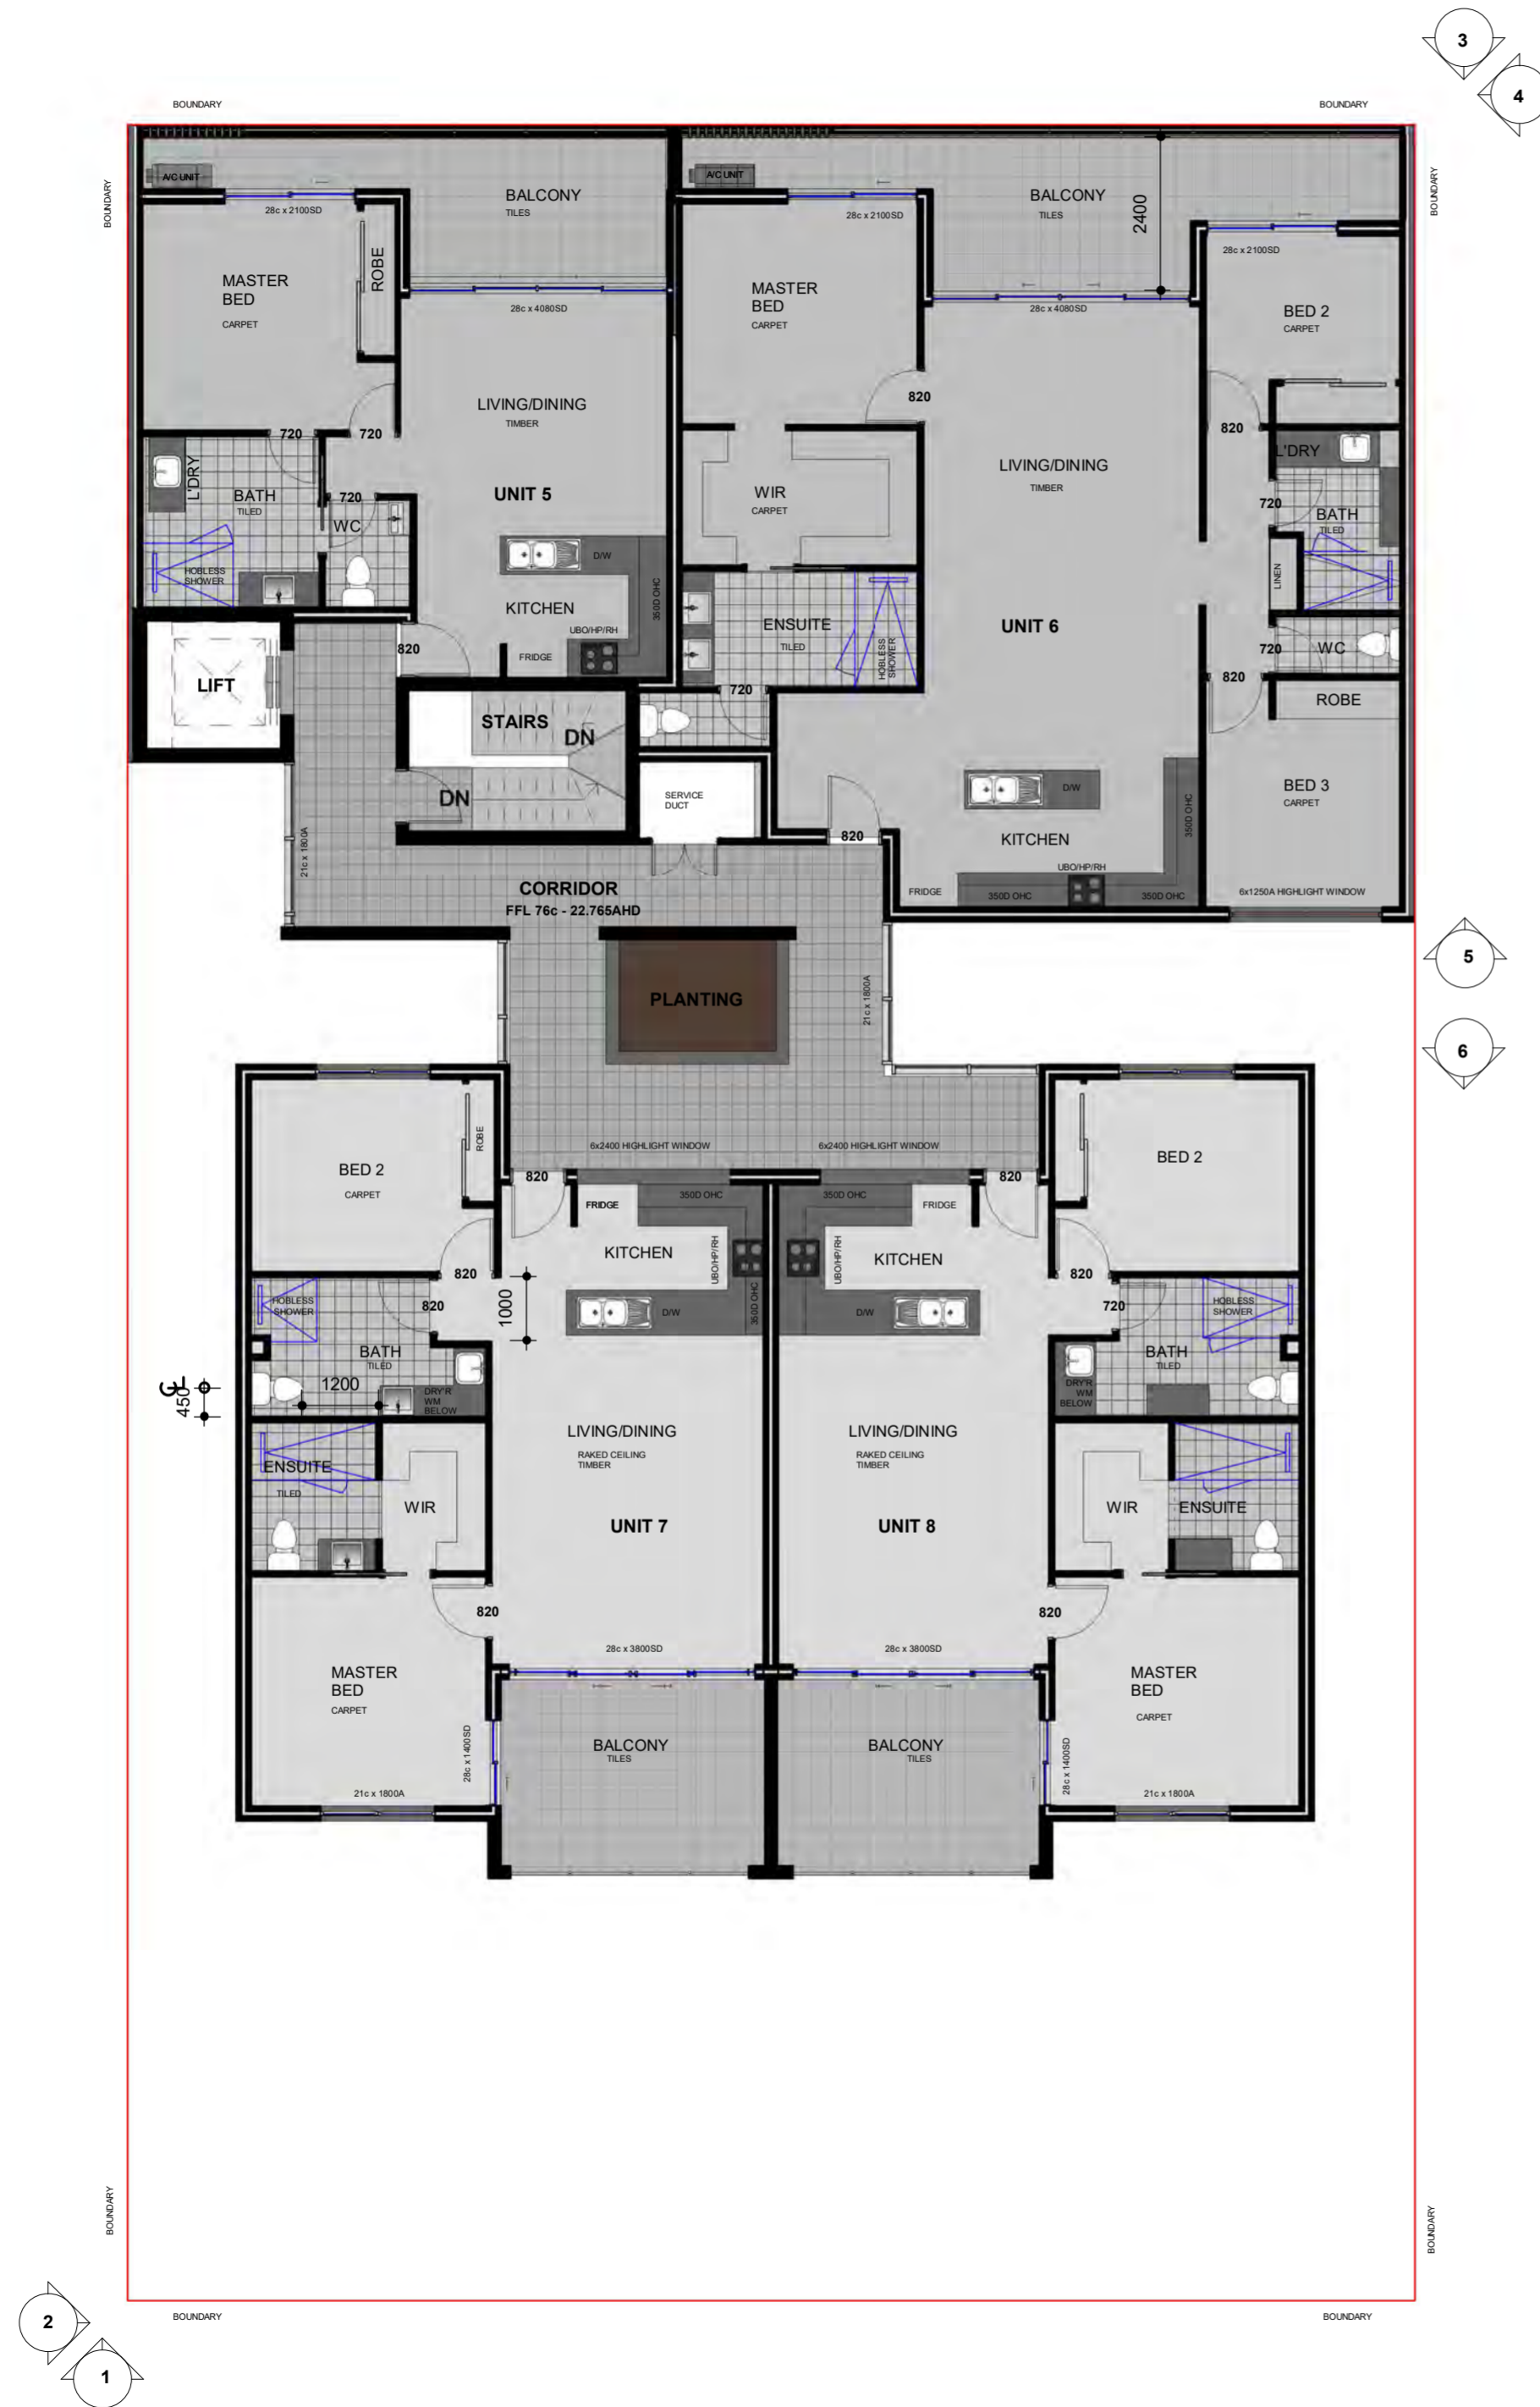 3
4
BOUNDARY
BOUNDARY
BOUNDARY
BOUNDARY
A/C UNIT
28c x 2100SD
BALCONY
TILES
MASTER
BED
CARPET
ROBE
28c x 4080SD
LIVING/DINING
TIMBER
UNIT 5
720
720
720
L'DRY
BATH
TILED
WC
HOBLESS
SHOWER
D/W
KITCHEN
350D OHC
UBO/HP/RH
FRIDGE
820
A/C UNIT
28c x 2100SD
BALCONY
TILES
2400
28c x 2100SD
MASTER
BED
CARPET
28c x 4080SD
BED 2
CARPET
820
820
LIVING/DINING
TIMBER
WIR
CARPET
L'DRY
720
BATH
TILED
LINEN
ENSUITE
TILED
HOBLESS
SHOWER
UNIT 6
720
WC
820
ROBE
720
BED 3
CARPET
D/W
KITCHEN
350D OHC
UBO/HP/RH
FRIDGE
350D OHC
350D OHC
6x1250A HIGHLIGHT WINDOW
820
LIFT
STAIRS
DN
DN
SERVICE
DUCT
21c x 1800A
CORRIDOR
FFL 76c - 22.765AHD
PLANTING
21c x 1800A
5
6
6x2400 HIGHLIGHT WINDOW
6x2400 HIGHLIGHT WINDOW
BED 2
CARPET
ROBE
820
FRIDGE
350D OHC
KITCHEN
UBO/HP/RH
350D OHC
D/W
820
820
1000
HOBLESS
SHOWER
BATH
TILED
1200
DRY'R
WM
BELOW
CL
450
ENSUITE
TILED
WIR
LIVING/DINING
RAKED CEILING
TIMBER
UNIT 7
820
MASTER
BED
CARPET
28c x 3800SD
28c x 1400SD
21c x 1800A
BALCONY
TILES
350D OHC
FRIDGE
820
BED 2
UBO/HP/RH
KITCHEN
D/W
820
720
HOBLESS
SHOWER
BATH
TILED
DRY'R
WM
BELOW
LIVING/DINING
RAKED CEILING
TIMBER
WIR
ENSUITE
UNIT 8
820
28c x 3800SD
MASTER
BED
CARPET
28c x 1400SD
21c x 1800A
BALCONY
TILES
BOUNDARY
BOUNDARY
2
BOUNDARY
BOUNDARY
1